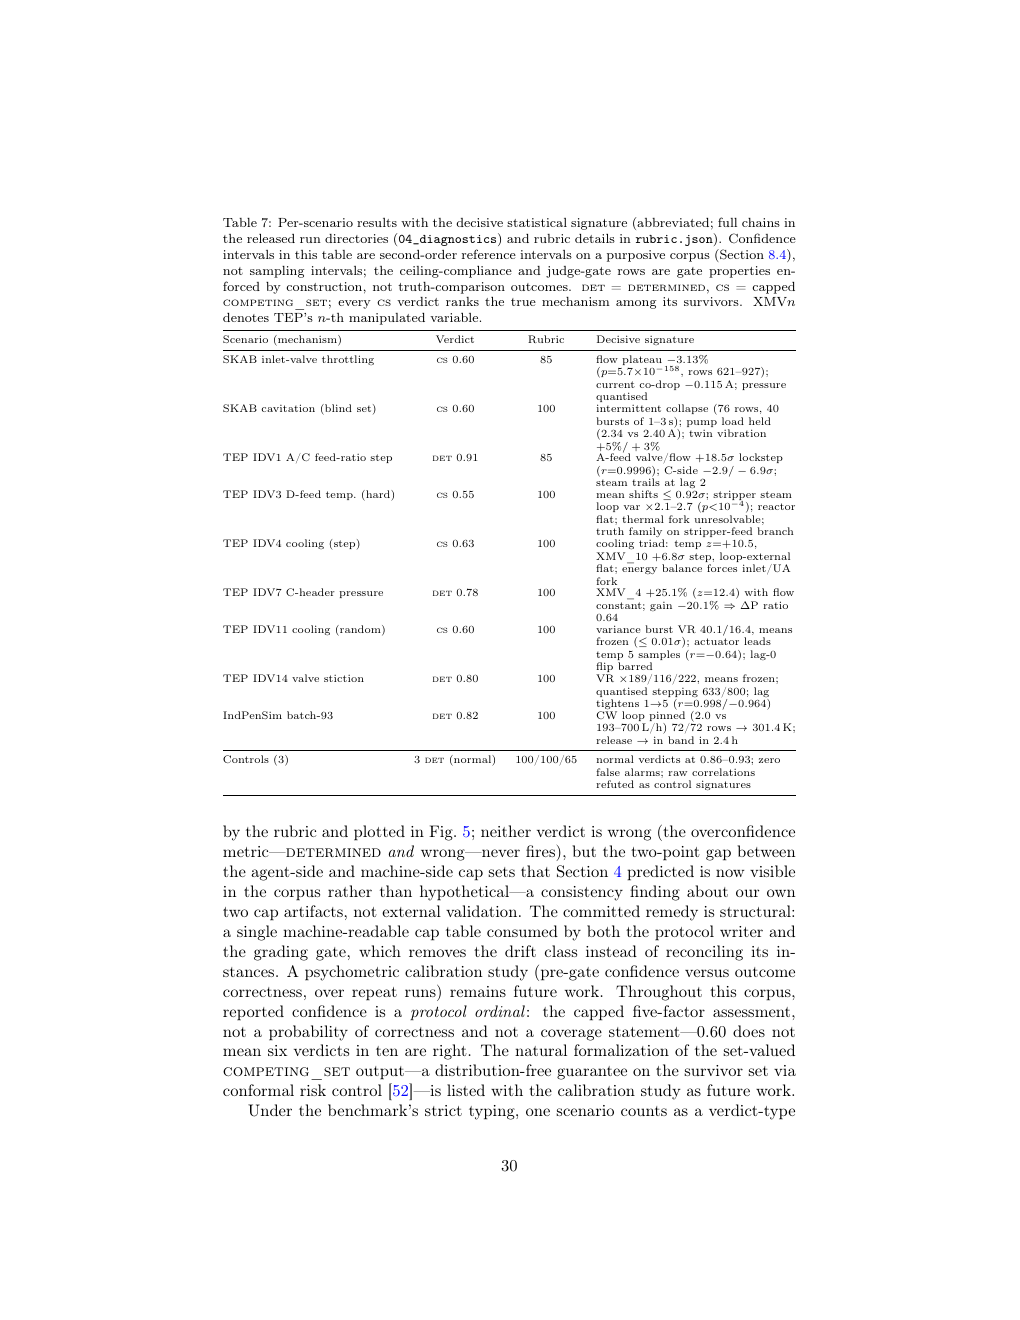 Table 7: Per-scenario results with the decisive statistical signature (abbreviated; full chains in
the released run directories (04_diagnostics) and rubric details in rubric.json). Confidence
intervals in this table are second-order reference intervals on a purposive corpus (Section 8.4),
not sampling intervals; the ceiling-compliance and judge-gate rows are gate properties en-
forced by construction, not truth-comparison outcomes. DET = DETERMINED, CS = capped
COMPETING_SET; every CS verdict ranks the true mechanism among its survivors. XMVn
denotes TEP's n-th manipulated variable.
Scenario (mechanism) Verdict Rubric Decisive signature
SKAB inlet-valve throttling CS 0.60 85 flow plateau −3.13%
(p=5.7×10⁻¹⁵⁸, rows 621–927);
current co-drop −0.115 A; pressure
quantised
SKAB cavitation (blind set) CS 0.60 100 intermittent collapse (76 rows, 40
bursts of 1–3 s); pump load held
(2.34 vs 2.40 A); twin vibration
+5%/ + 3%
TEP IDV1 A/C feed-ratio step DET 0.91 85 A-feed valve/flow +18.5σ lockstep
(r=0.9996); C-side −2.9/ − 6.9σ;
steam trails at lag 2
TEP IDV3 D-feed temp. (hard) CS 0.55 100 mean shifts ≤ 0.92σ; stripper steam
loop var ×2.1–2.7 (p<10⁻⁴); reactor
flat; thermal fork unresolvable;
truth family on stripper-feed branch
TEP IDV4 cooling (step) CS 0.63 100 cooling triad: temp z=+10.5,
XMV_10 +6.8σ step, loop-external
flat; energy balance forces inlet/UA
fork
TEP IDV7 C-header pressure DET 0.78 100 XMV_4 +25.1% (z=12.4) with flow
constant; gain −20.1% ⇒ ΔP ratio
0.64
TEP IDV11 cooling (random) CS 0.60 100 variance burst VR 40.1/16.4, means
frozen (≤ 0.01σ); actuator leads
temp 5 samples (r=−0.64); lag-0
flip barred
TEP IDV14 valve stiction DET 0.80 100 VR ×189/116/222, means frozen;
quantised stepping 633/800; lag
tightens 1→5 (r=0.998/−0.964)
IndPenSim batch-93 DET 0.82 100 CW loop pinned (2.0 vs
193–700 L/h) 72/72 rows → 301.4 K;
release → in band in 2.4 h
Controls (3) 3 DET (normal) 100/100/65 normal verdicts at 0.86–0.93; zero
false alarms; raw correlations
refuted as control signatures
by the rubric and plotted in Fig. 5; neither verdict is wrong (the overconfidence
metric—DETERMINED and wrong—never fires), but the two-point gap between
the agent-side and machine-side cap sets that Section 4 predicted is now visible
in the corpus rather than hypothetical—a consistency finding about our own
two cap artifacts, not external validation. The committed remedy is structural:
a single machine-readable cap table consumed by both the protocol writer and
the grading gate, which removes the drift class instead of reconciling its in-
stances. A psychometric calibration study (pre-gate confidence versus outcome
correctness, over repeat runs) remains future work. Throughout this corpus,
reported confidence is a protocol ordinal: the capped five-factor assessment,
not a probability of correctness and not a coverage statement—0.60 does not
mean six verdicts in ten are right. The natural formalization of the set-valued
COMPETING_SET output—a distribution-free guarantee on the survivor set via
conformal risk control [52]—is listed with the calibration study as future work.
Under the benchmark's strict typing, one scenario counts as a verdict-type
30